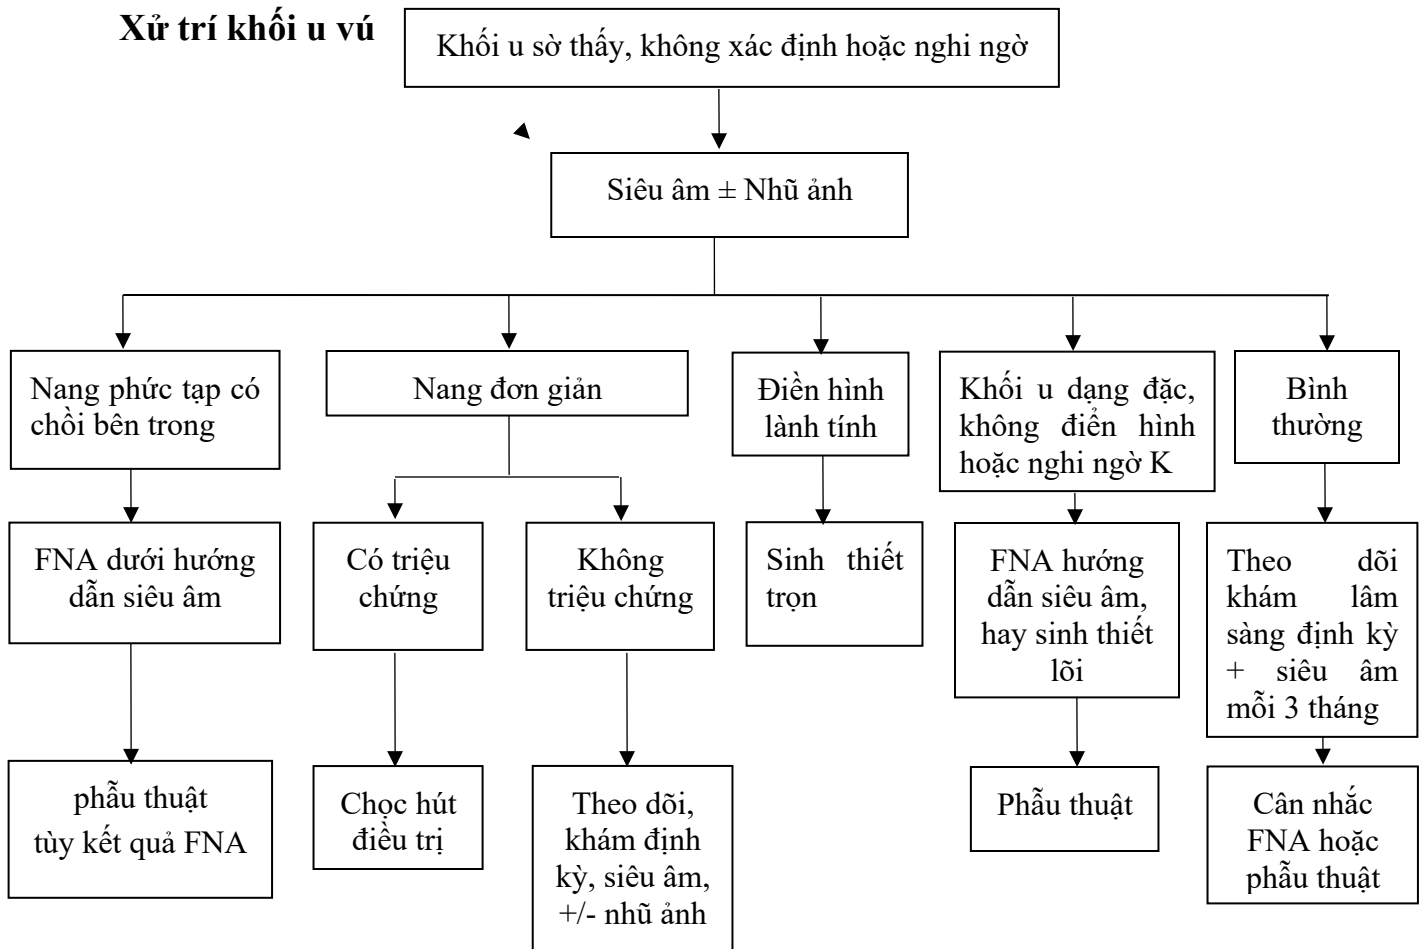 Xử trí khối u vú
Khối u sờ thấy, không xác định hoặc nghi ngờ
Siêu âm ± Nhũ ảnh
Nang phức tạp có
chồi bên trong
Nang đơn giản
Điền hình
lành tính
Khối u dạng đặc,
không điển hình
hoặc nghi ngờ K
Bình
thường
FNA dưới hướng
dẫn siêu âm
Có triệu
chứng
Không
triệu chứng
Sinh thiết
trọn
FNA hướng
dẫn siêu âm,
hay sinh thiết
lõi
Theo dõi
khám lâm
sàng định kỳ
+ siêu âm
mỗi 3 tháng
phẫu thuật
tùy kết quả FNA
Chọc hút
điều trị
Theo dõi,
khám định
kỳ, siêu âm,
+/- nhũ ảnh
Phẫu thuật
Cân nhắc
FNA hoặc
phẫu thuật